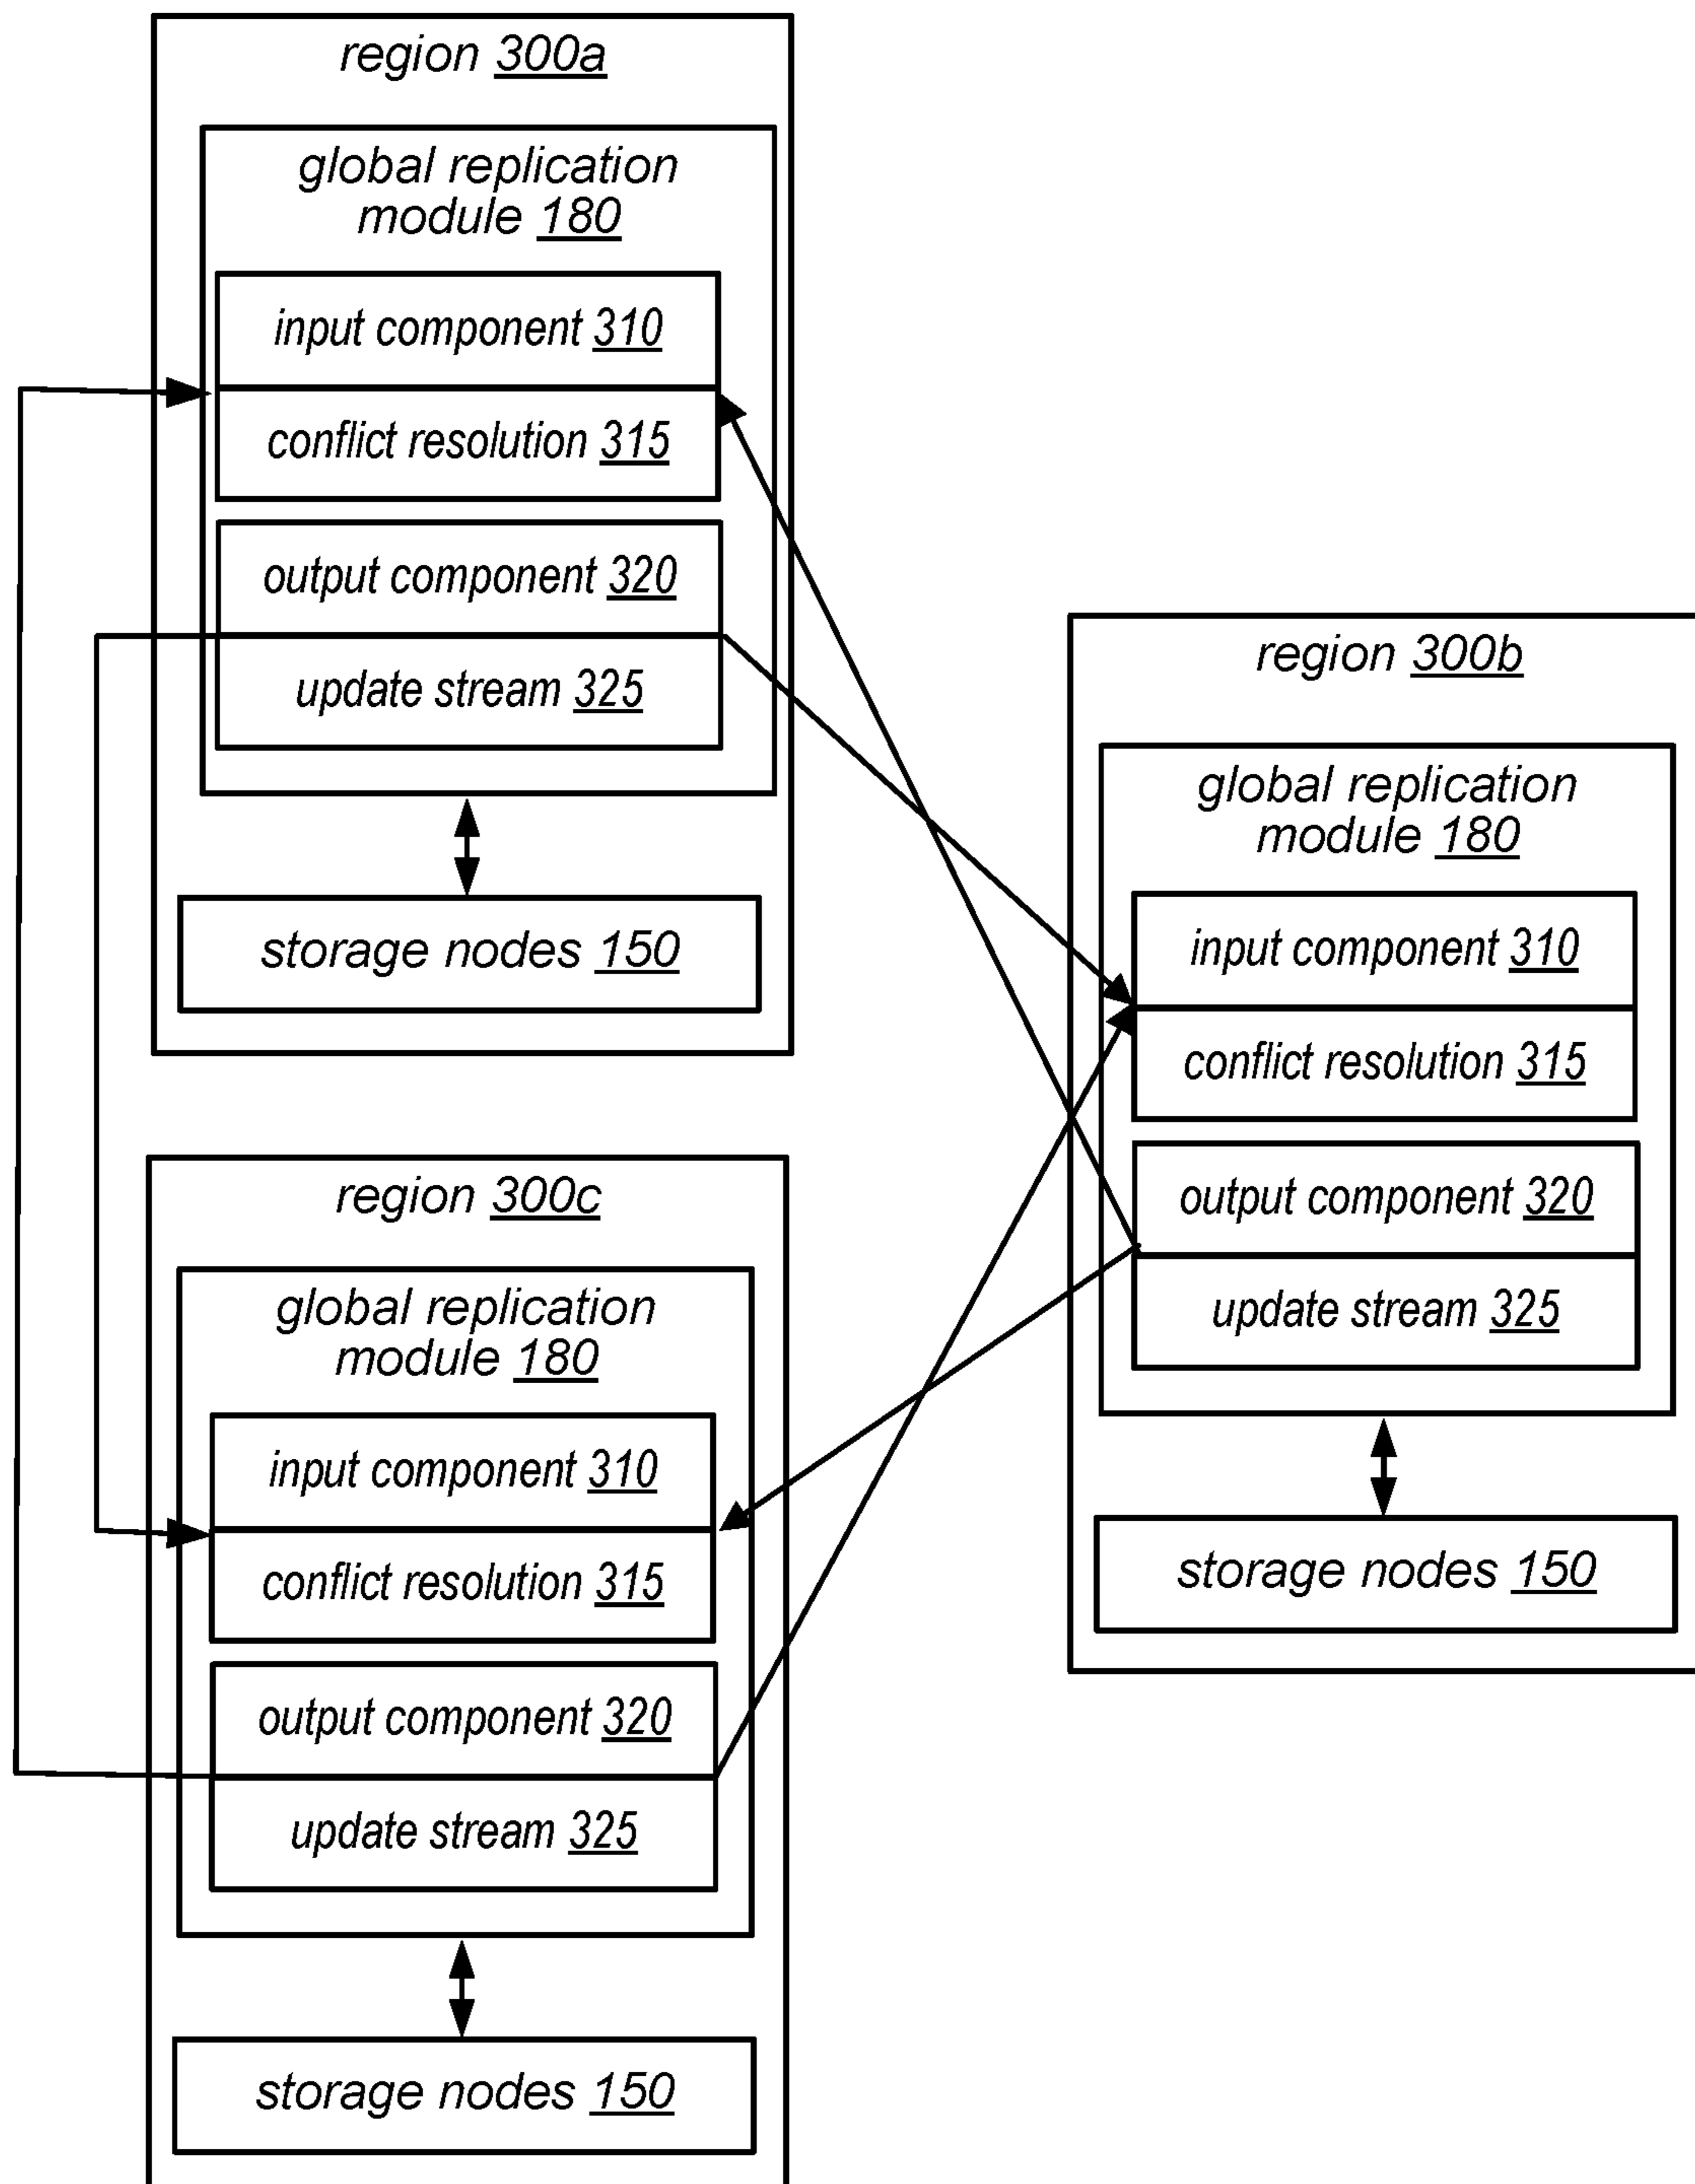 region 300a
global replication
module 180
input component 310
conflict resolution 315
output component 320
update stream 325
storage nodes 150
region 300b
global replication
module 180
input component 310
conflict resolution 315
output component 320
update stream 325
storage nodes 150
region 300c
global replication
module 180
input component 310
conflict resolution 315
output component 320
update stream 325
storage nodes 150